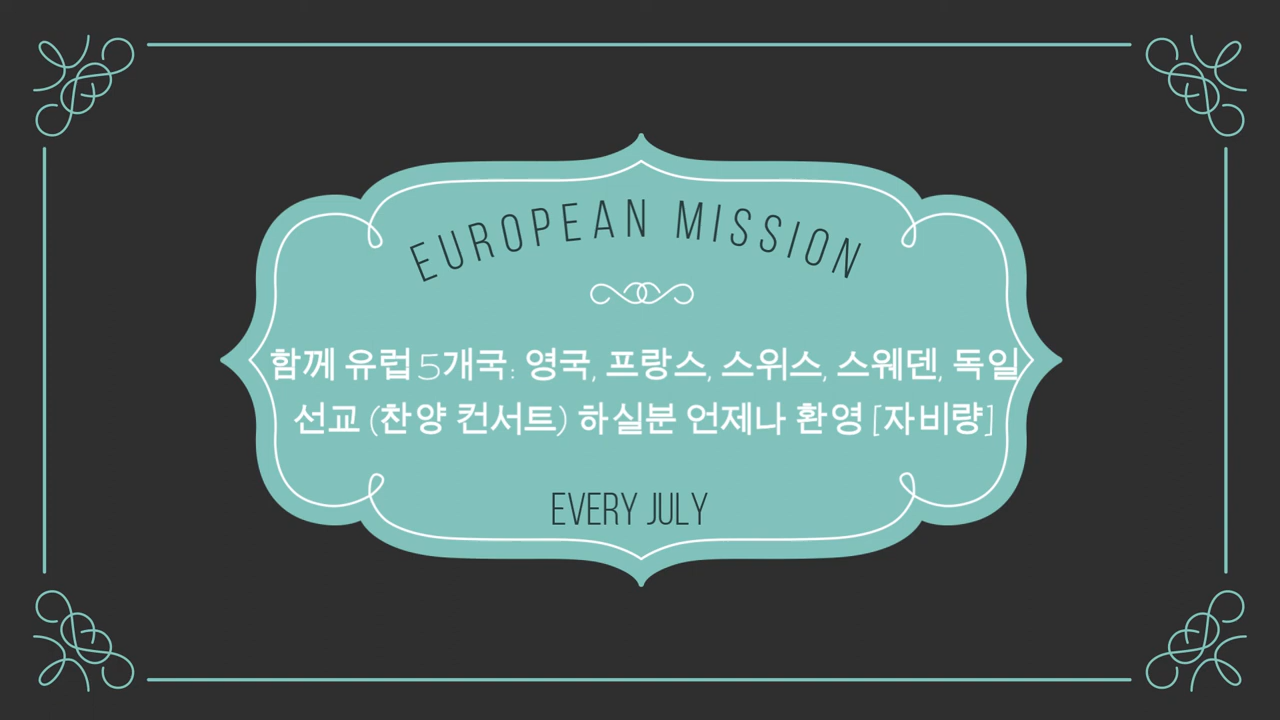 EUROPEAN MISSION
함께 유럽 5개국: 영국, 프랑스, 스위스, 스웨덴, 독일
선교 (찬양 컨서트) 하실분 언제나 환영 [자비량]
EVERY JULY